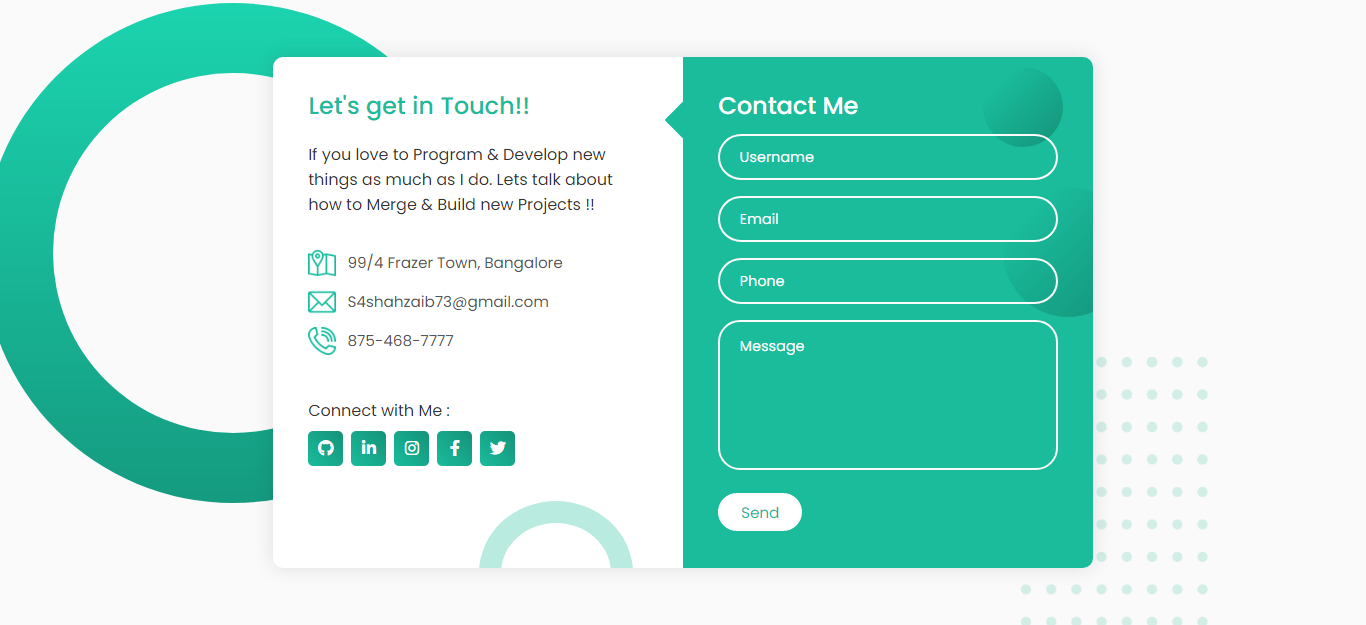 Let's get in Touch!!
If you love to Program & Develop new
things as much as I do. Lets talk about
how to Merge & Build new Projects !!
99/4 Frazer Town, Bangalore
S4shahzaib73@gmail.com
875-468-7777
Connect with Me :
Contact Me
Username
Email
Phone
Message
Send